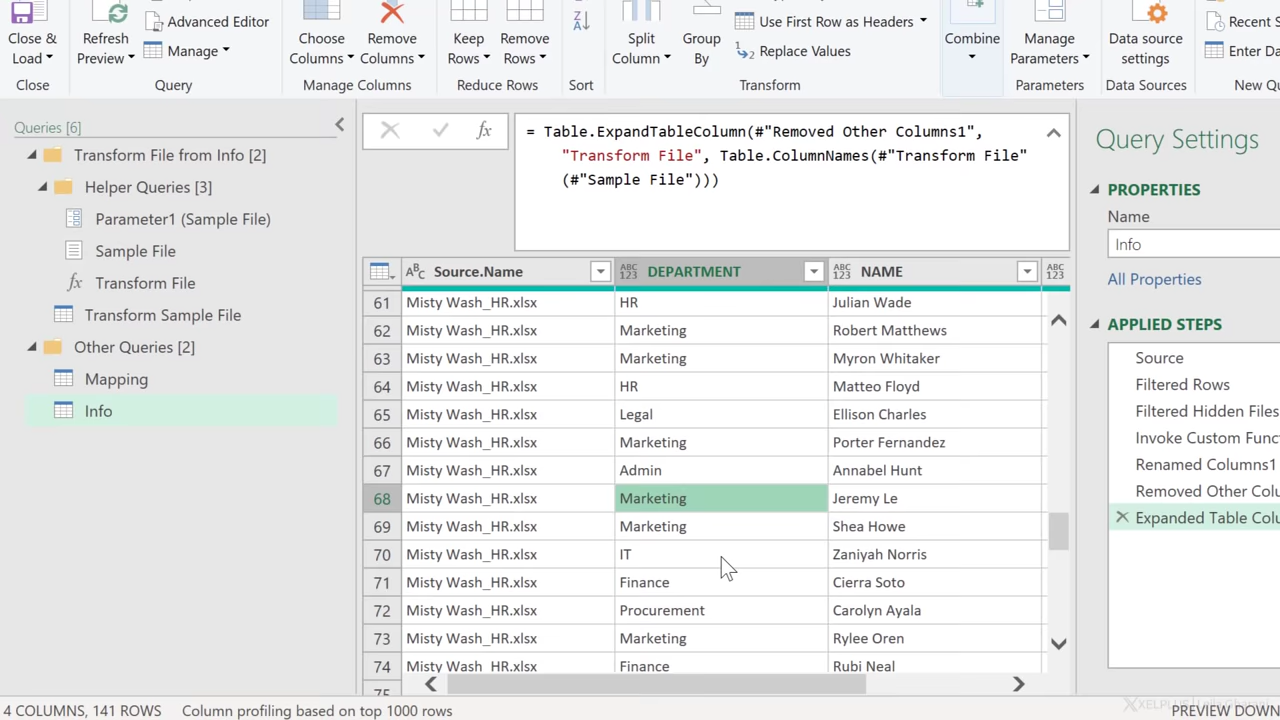 Close &
Load
Refresh
Preview
Advanced Editor
Manage
Choose
Columns
Remove
Columns
Keep
Rows
Remove
Rows
Split
Column
Group
By
Use First Row as Headers
Replace Values
Combine
Manage
Parameters
Data source
settings
Recent S
Enter Da
Close
Query
Manage Columns
Reduce Rows
Sort
Transform
Parameters
Data Sources
New Qu
Queries [6]
Transform File from Info [2]
Helper Queries [3]
Parameter1 (Sample File)
Sample File
fx Transform File
Transform Sample File
Other Queries [2]
Mapping
Info
fx
= Table.ExpandTableColumn(#"Removed Other Columns1",
"Transform File", Table.ColumnNames(#"Transform File"
(#"Sample File")))
ABC Source.Name ABC 123 DEPARTMENT ABC 123 NAME ABC 123
61 Misty Wash_HR.xlsx HR Julian Wade
62 Misty Wash_HR.xlsx Marketing Robert Matthews
63 Misty Wash_HR.xlsx Marketing Myron Whitaker
64 Misty Wash_HR.xlsx HR Matteo Floyd
65 Misty Wash_HR.xlsx Legal Ellison Charles
66 Misty Wash_HR.xlsx Marketing Porter Fernandez
67 Misty Wash_HR.xlsx Admin Annabel Hunt
68 Misty Wash_HR.xlsx Marketing Jeremy Le
69 Misty Wash_HR.xlsx Marketing Shea Howe
70 Misty Wash_HR.xlsx IT Zaniyah Norris
71 Misty Wash_HR.xlsx Finance Cierra Soto
72 Misty Wash_HR.xlsx Procurement Carolyn Ayala
73 Misty Wash_HR.xlsx Marketing Rylee Oren
74 Misty Wash_HR.xlsx Finance Rubi Neal
75
Query Settings
PROPERTIES
Name
Info
All Properties
APPLIED STEPS
Source
Filtered Rows
Filtered Hidden Files
Invoke Custom Func
Renamed Columns1
Removed Other Colu
Expanded Table Colu
4 COLUMNS, 141 ROWS Column profiling based on top 1000 rows
PREVIEW DOWN